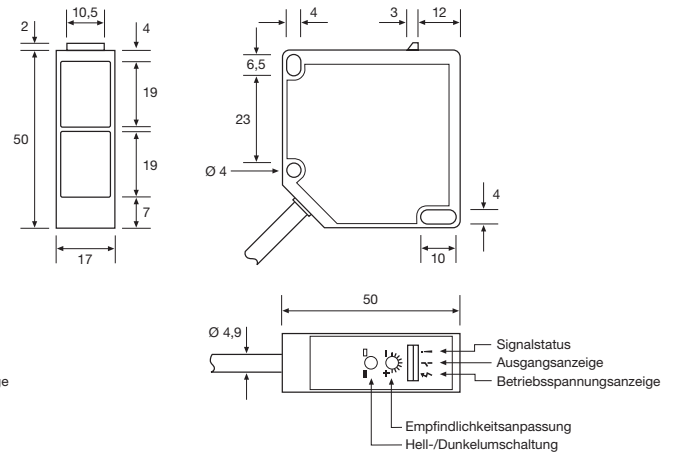 10,5
2
4
19
50
19
7
17
4
3
12
6,5
23
Ø 4
4
10
50
Ø 4,9
Signalstatus
Ausgangsanzeige
Betriebsspannungsanzeige
ge
Empfindlichkeitsanpassung
Hell-/Dunkelumschaltung